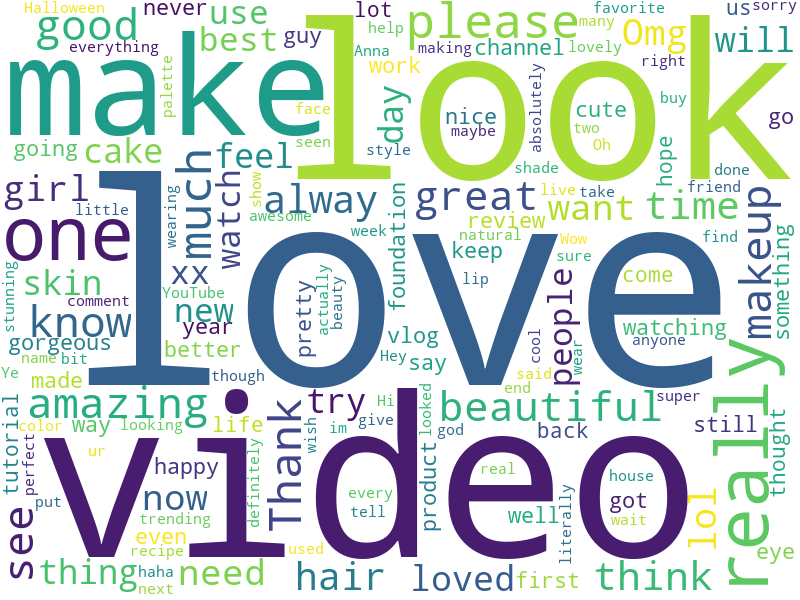 Halloween
never
lot
help
favorite
many
us
sorry
good
use
please
Omg
will
everything
best
guy
Anna
making
channel
lovely
right
make
look
palette
work
absolutely
day
nice
maybe
cute
two
Oh
buy
go
going
cake
face
seen
style
feel
hope
shade
done
girl
little
wearing
much
watch
show
alway
great
live
take
friend
want
time
review
awesome
foundation
natural
Wow
find
one
love
week
keep
sure
makeup
something
skin
xx
lip
people
come
stunning
comment
YouTube
new
pretty
actually
beauty
know
year
vlog
Hey
say
cool
wear
watching
anyone
gorgeous
name
bit
better
Ye
though
said
made
end
super
amazing
try
Hi
looked
beautiful
really
tutorial
color
way
looking
life
Thank
wish
im
give
god
back
still
thought
perfect
ur
video
happy
definitely
product
real
house
eye
see
put
now
every
tell
well
literally
got
wait
lol
trending
even
recipe
used
thing
haha
next
need
hair
loved
first
think